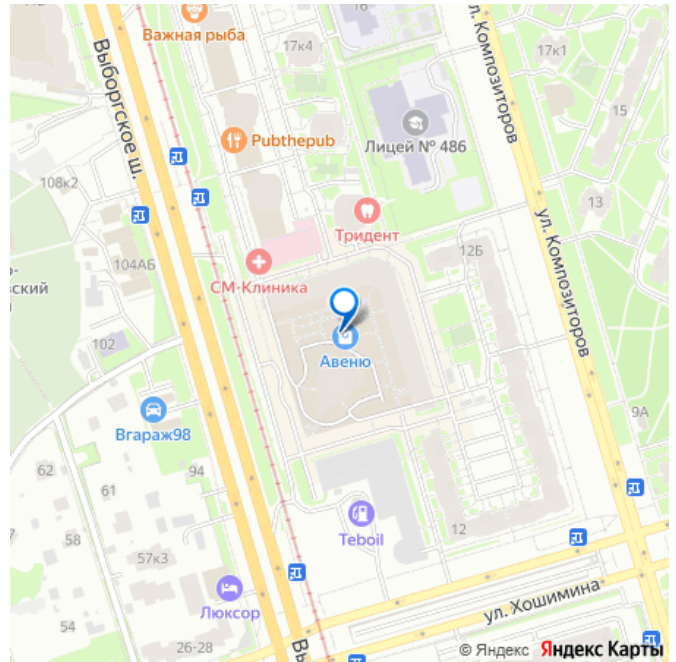 Важная рыба
17к4
16
ул. Композиторов
17к1
Выборгское ш.
15
Pubthepub
Лицей № 486
108к2
13
Тридент
12Б
104АБ
СМ-Клиника
ул. Композиторов
102
Авеню
Вгараж98
9А
62
94
61
58
12
57к3
Teboil
Люксор
ул. Хошимина
54
26-28
© Яндекс Яндекс Карты